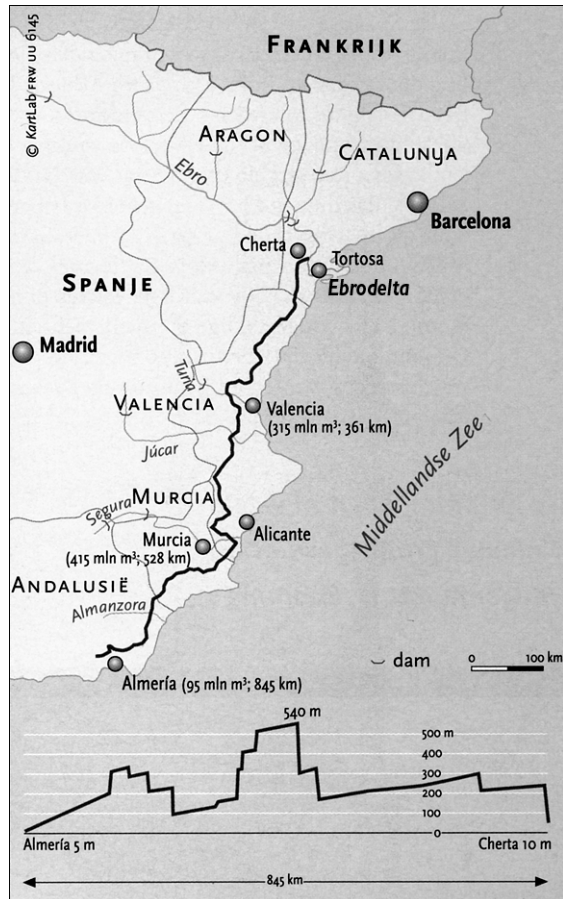 © KartLab FRW UU 6145
FRANKRIJK
ARAGON
CATALUNYA
Ebro
Barcelona
Cherta
Tortosa
Ebrodelta
SPANJE
Madrid
Turia
VALENCIA
Valencia
(315 mln m³; 361 km)
Júcar
Middellandse Zee
MURCIA
Segura
Alicante
Murcia
(415 mln m³; 528 km)
ANDALUSIË
Almanzora
dam
0 100 km
Almería (95 mln m³; 845 km)
540 m
500 m
400
300
200
100
0
Almería 5 m
Cherta 10 m
845 km